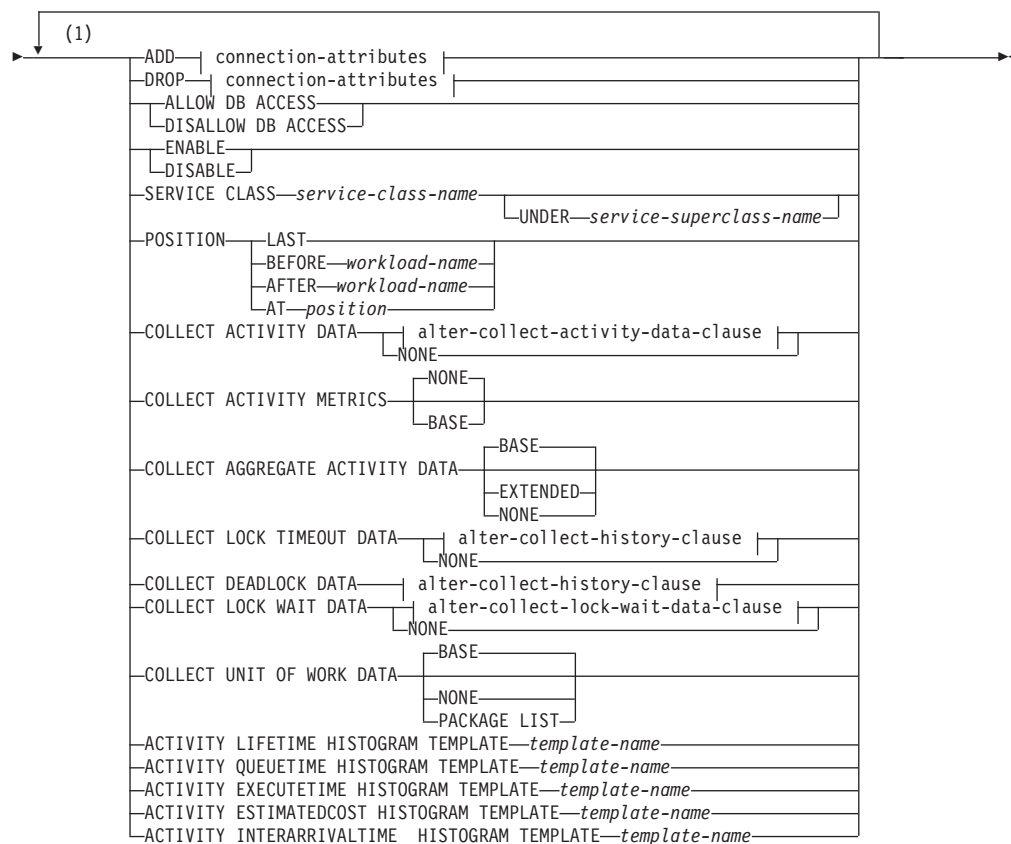 (1)
ADD connection-attributes
DROP connection-attributes
ALLOW DB ACCESS
DISALLOW DB ACCESS
ENABLE
DISABLE
SERVICE CLASS service-class-name
UNDER service-superclass-name
POSITION LAST
BEFORE workload-name
AFTER workload-name
AT position
COLLECT ACTIVITY DATA alter-collect-activity-data-clause
NONE
NONE
COLLECT ACTIVITY METRICS
BASE
BASE
COLLECT AGGREGATE ACTIVITY DATA
EXTENDED
NONE
COLLECT LOCK TIMEOUT DATA alter-collect-history-clause
NONE
COLLECT DEADLOCK DATA alter-collect-history-clause
COLLECT LOCK WAIT DATA alter-collect-lock-wait-data-clause
NONE
BASE
COLLECT UNIT OF WORK DATA
NONE
PACKAGE LIST
ACTIVITY LIFETIME HISTOGRAM TEMPLATE template-name
ACTIVITY QUEUETIME HISTOGRAM TEMPLATE template-name
ACTIVITY EXECUTETIME HISTOGRAM TEMPLATE template-name
ACTIVITY ESTIMATEDCOST HISTOGRAM TEMPLATE template-name
ACTIVITY INTERARRIVALTIME HISTOGRAM TEMPLATE template-name